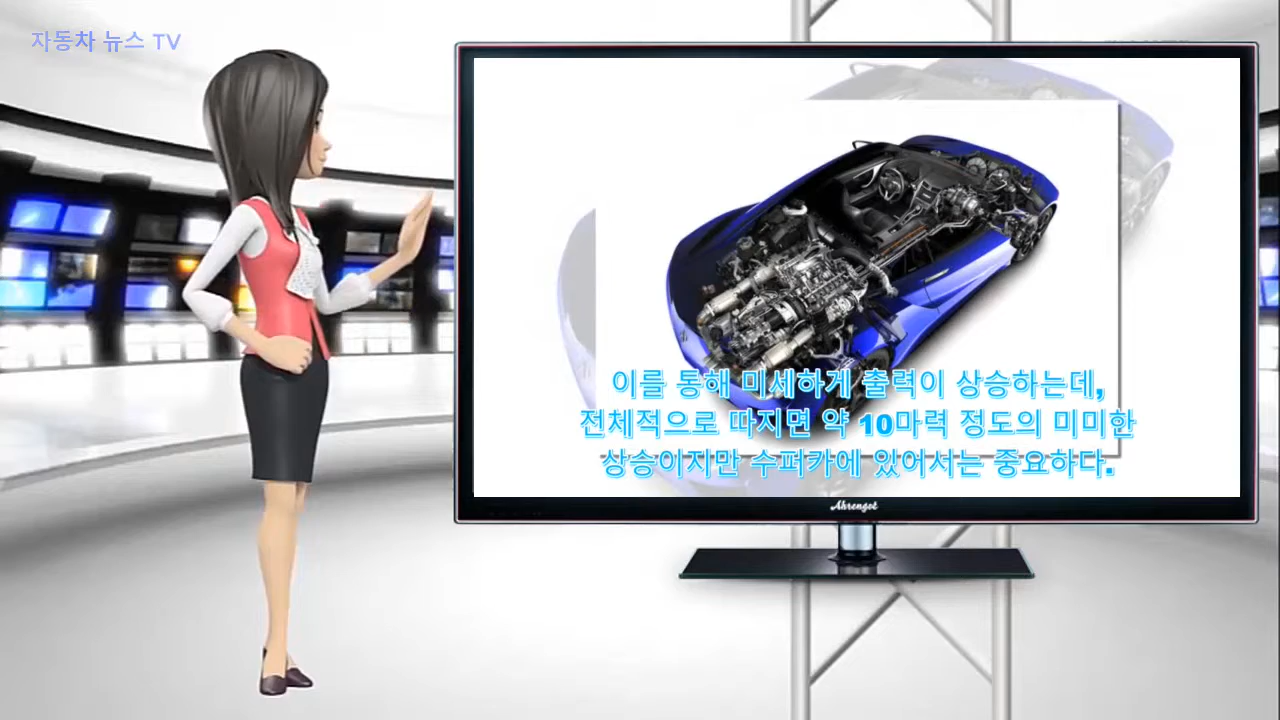 자동차 뉴스 TV
이를 통해 미세하게 출력이 상승하는데,
전체적으로 따지면 약 10마력 정도의 미미한
상승이지만 수퍼카에 있어서는 중요하다.
Ahrengot